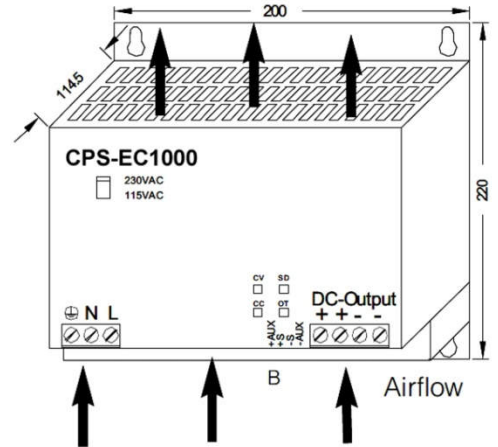 200
114.5
CPS-EC1000
230VAC
115VAC
220
CV SD
CC OT
DC-Output
⏚ N L
+ + - -
+AUX
+S
-S
-AUX
B
Airflow